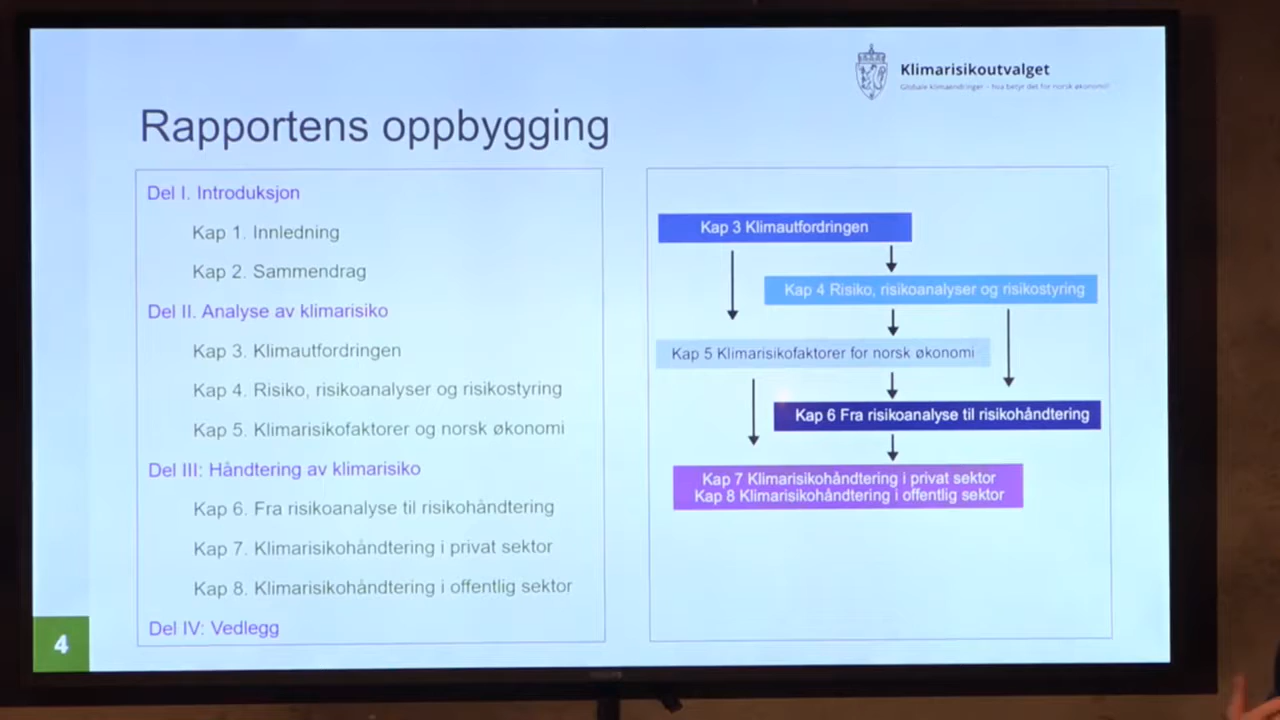 Klimarisikoutvalget
Globale klimaendringer – hva betyr det for norsk økonomi?
Rapportens oppbygging
Del I. Introduksjon
Kap 1. Innledning
Kap 2. Sammendrag
Del II. Analyse av klimarisiko
Kap 3. Klimautfordringen
Kap 4. Risiko, risikoanalyser og risikostyring
Kap 5. Klimarisikofaktorer og norsk økonomi
Del III: Håndtering av klimarisiko
Kap 6. Fra risikoanalyse til risikohåndtering
Kap 7. Klimarisikohåndtering i privat sektor
Kap 8. Klimarisikohåndtering i offentlig sektor
Del IV: Vedlegg
Kap 3 Klimautfordringen
Kap 4 Risiko, risikoanalyser og risikostyring
Kap 5 Klimarisikofaktorer for norsk økonomi
Kap 6 Fra risikoanalyse til risikohåndtering
Kap 7 Klimarisikohåndtering i privat sektor
Kap 8 Klimarisikohåndtering i offentlig sektor
4